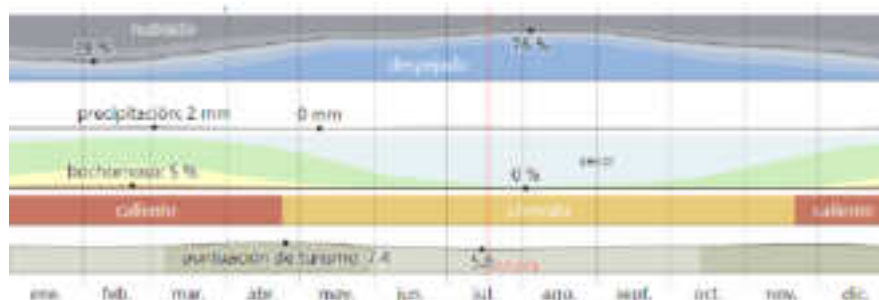 nublado
despejado
76 %
precipitación: 2 mm
0 mm
bochornoso: 5 %
0 %
seco
caliente
caliente
puntuación de turismo: 7.4
ene.
feb.
mar.
abr.
may.
jun.
jul.
ago.
sept.
oct.
nov.
dic.